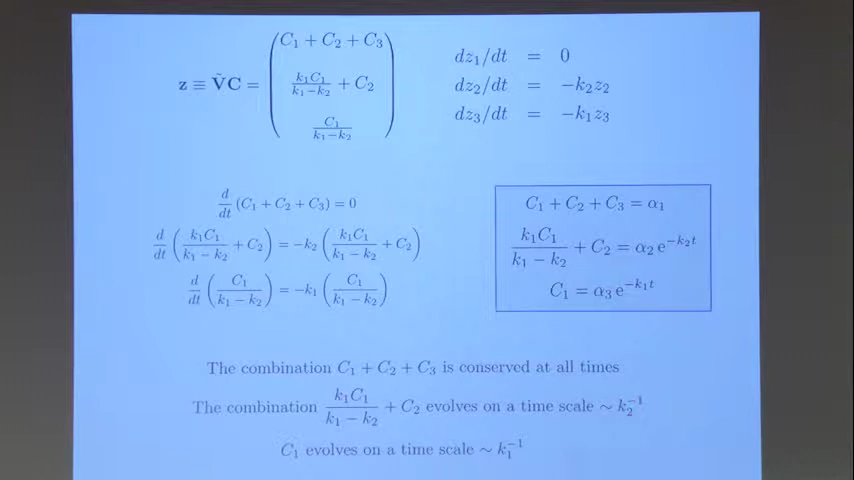 z ≡ ṼC = ( C₁ + C₂ + C₃
k₁C₁/(k₁−k₂) + C₂
C₁/(k₁−k₂) )
dz₁/dt = 0
dz₂/dt = −k₂z₂
dz₃/dt = −k₁z₃
d/dt (C₁ + C₂ + C₃) = 0
d/dt ( k₁C₁/(k₁ − k₂) + C₂ ) = −k₂ ( k₁C₁/(k₁ − k₂) + C₂ )
d/dt ( C₁/(k₁ − k₂) ) = −k₁ ( C₁/(k₁ − k₂) )
C₁ + C₂ + C₃ = α₁
k₁C₁/(k₁ − k₂) + C₂ = α₂ e^{−k₂t}
C₁ = α₃ e^{−k₁t}
The combination C₁ + C₂ + C₃ is conserved at all times
The combination k₁C₁/(k₁ − k₂) + C₂ evolves on a time scale ∼ k₂⁻¹
C₁ evolves on a time scale ∼ k₁⁻¹